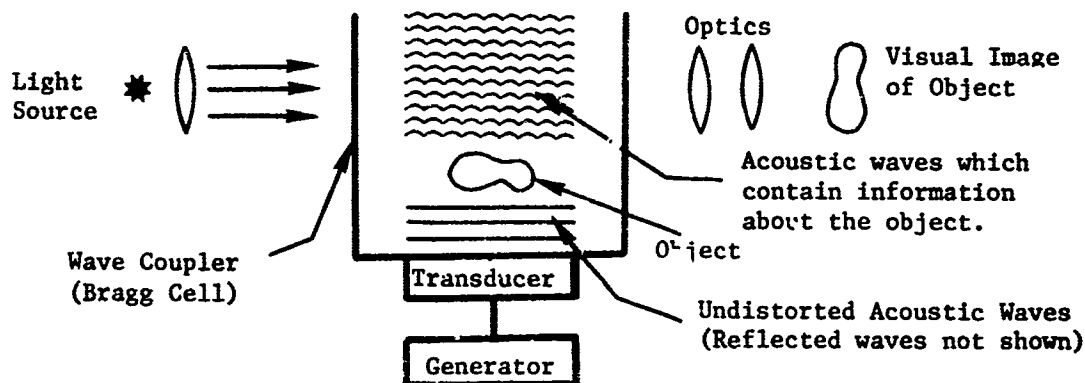 Light
Source
Optics
Visual Image
of Object
Acoustic waves which
contain information
about the object.
Object
Wave Coupler
(Bragg Cell)
Transducer
Undistorted Acoustic Waves
(Reflected waves not shown)
Generator